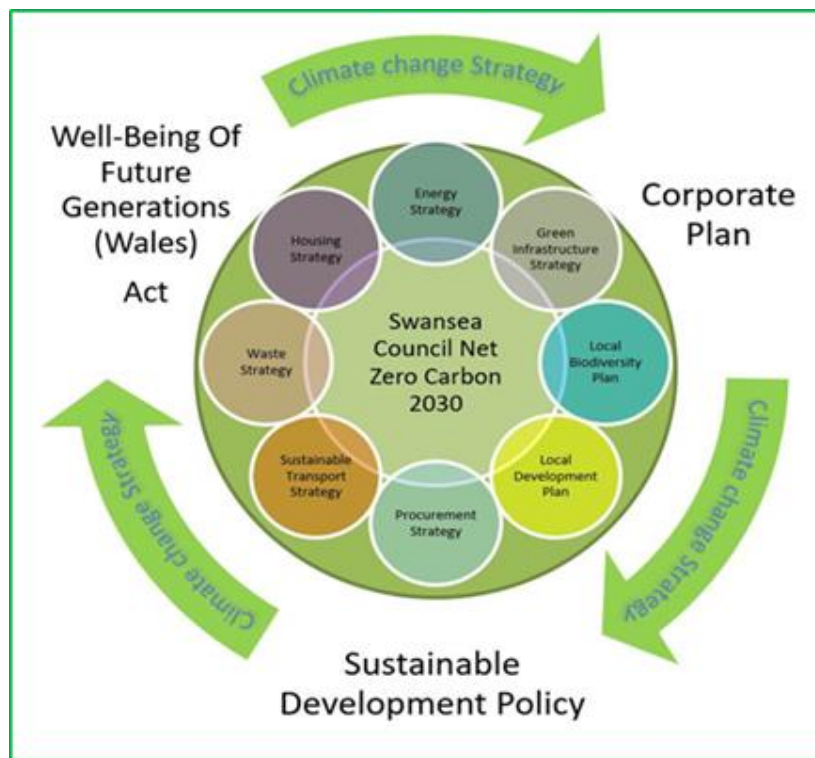 Climate change Strategy
Well-Being Of
Future
Generations
(Wales)
Act
Corporate
Plan
Energy
Strategy
Green
Infrastructure
Strategy
Local
Biodiversity
Plan
Local
Development
Plan
Procurement
Strategy
Sustainable
Transport
Strategy
Waste
Strategy
Housing
Strategy
Swansea
Council Net
Zero Carbon
2030
Climate change Strategy
Climate change Strategy
Sustainable
Development Policy